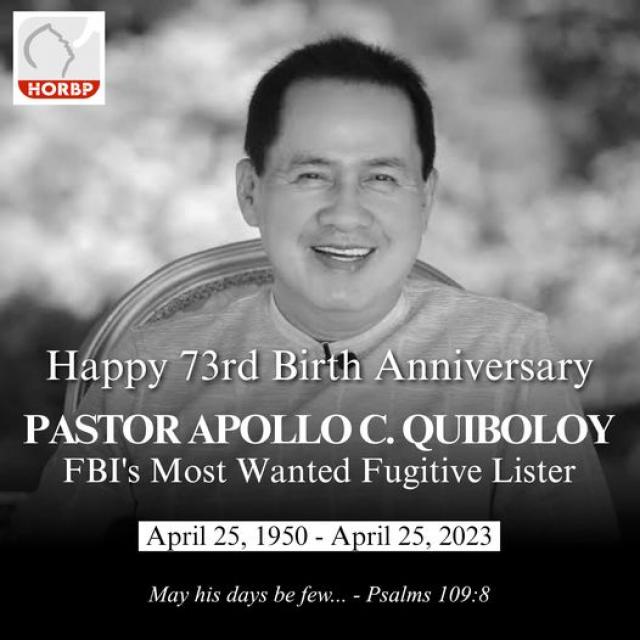 HORBP
Happy 73rd Birth Anniversary
PASTOR APOLLO C. QUIBOLOY
FBI's Most Wanted Fugitive Lister
April 25, 1950 - April 25, 2023
May his days be few... - Psalms 109:8